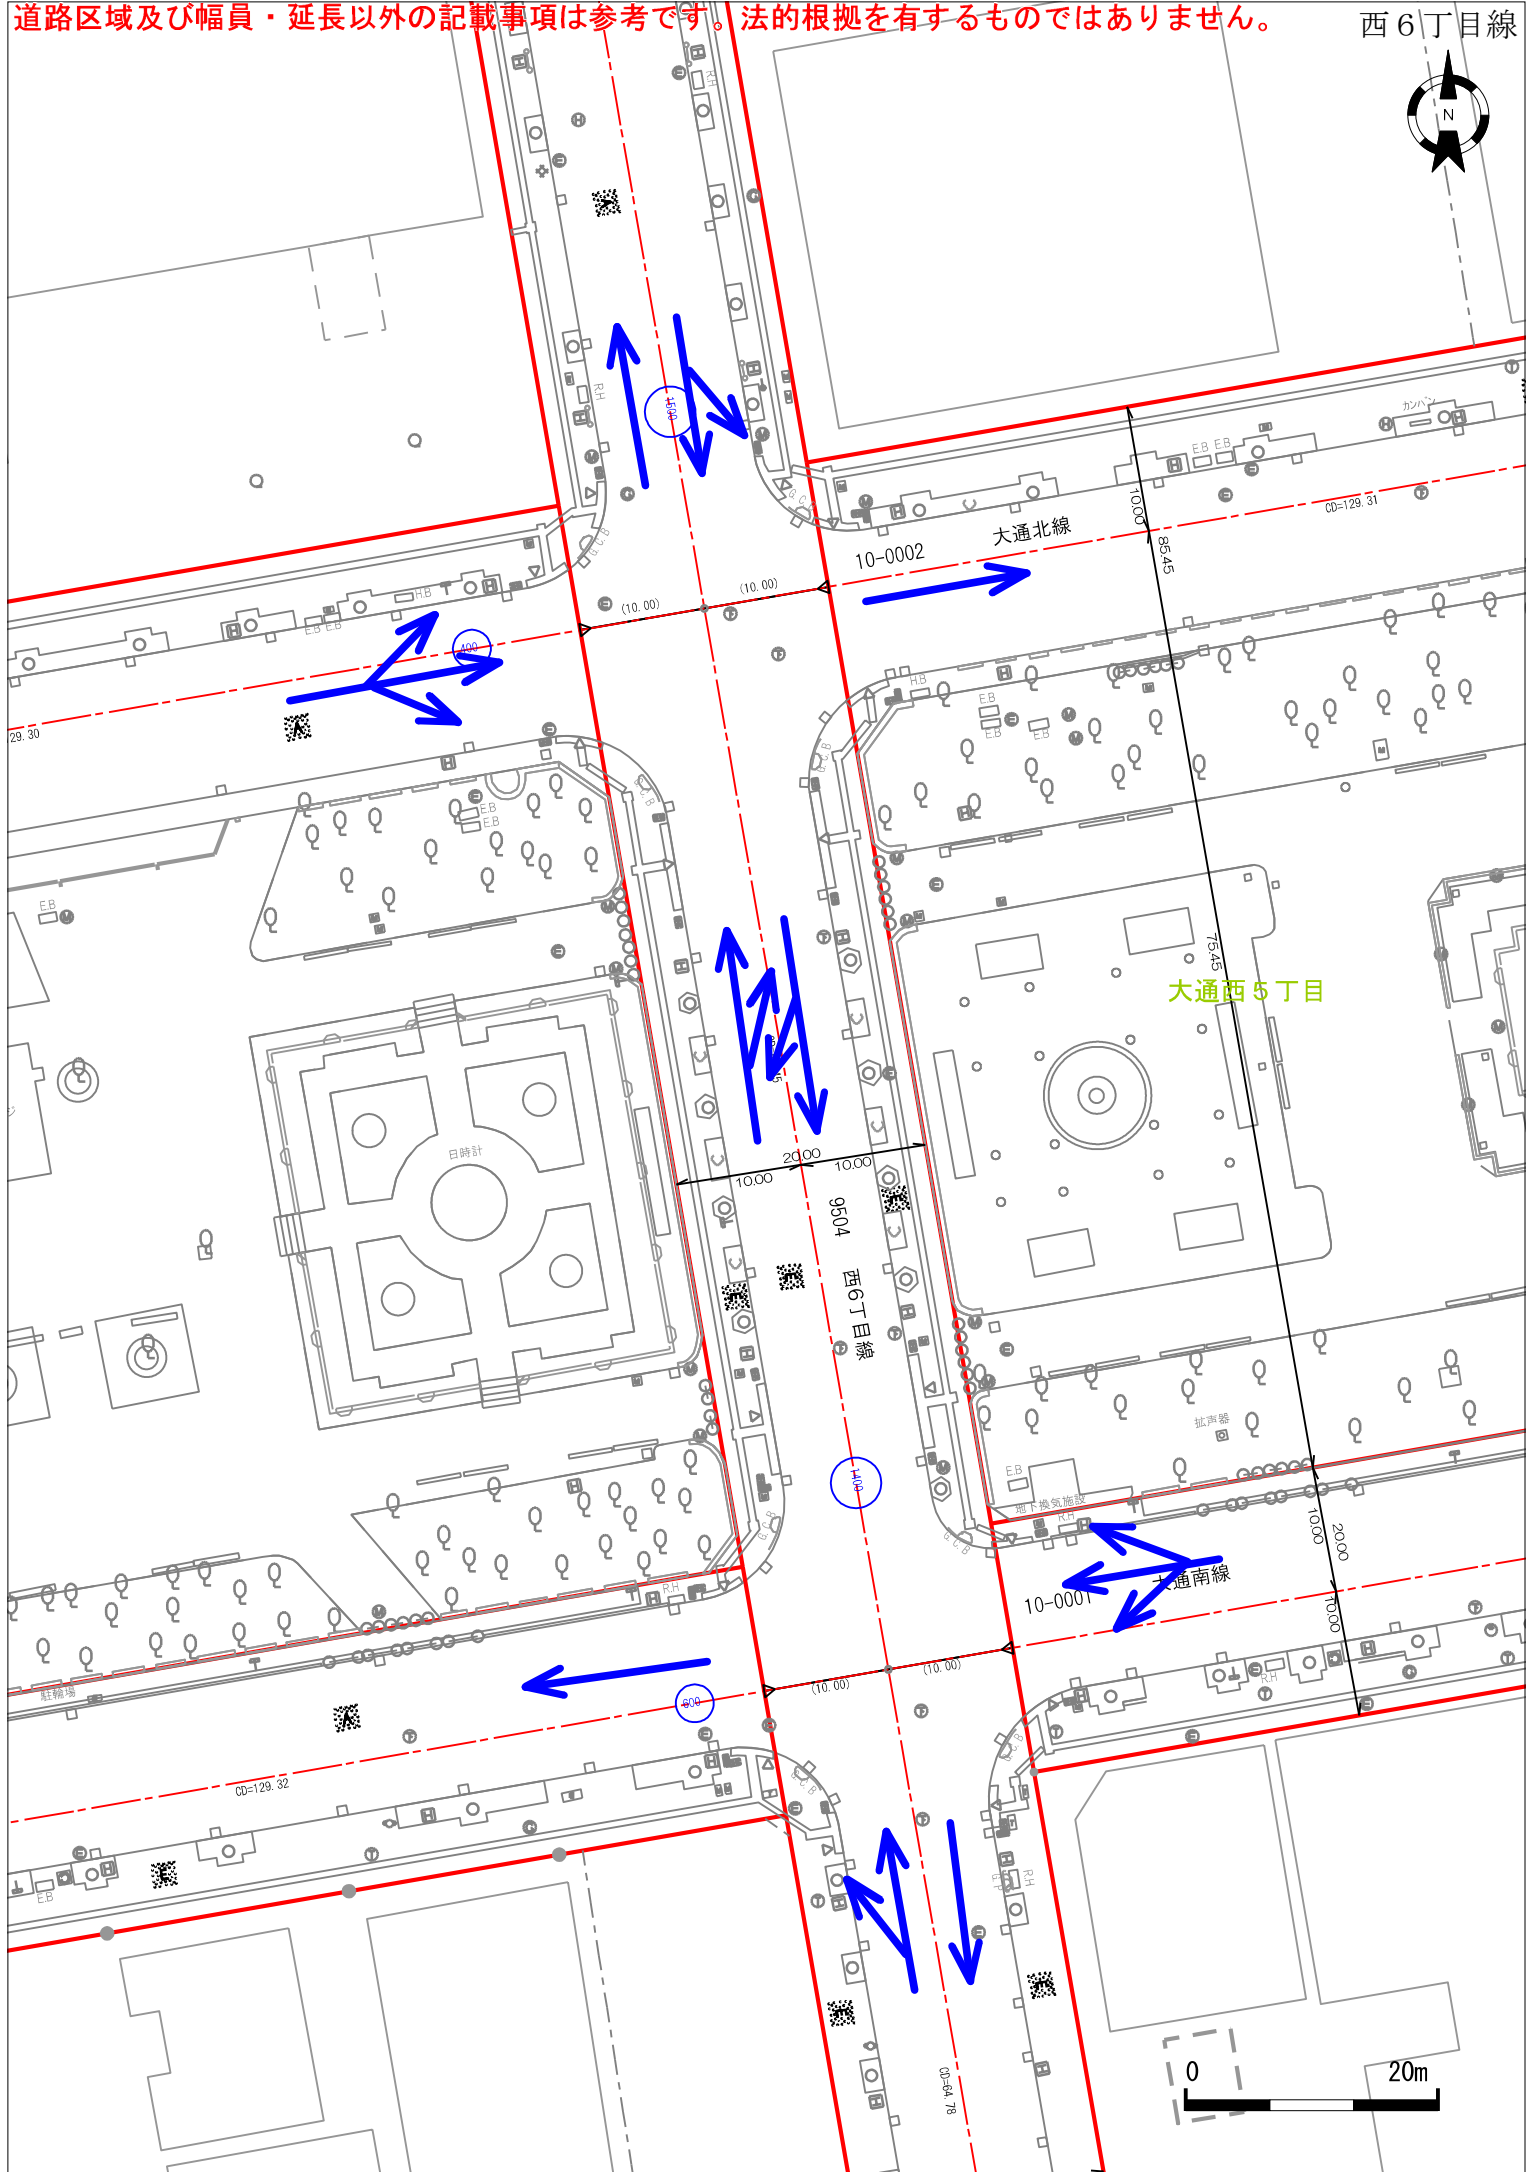 道路区域及び幅員・延長以外の記載事項は参考です。法的根拠を有するものではありません。
西６丁目線
N
R.H
R.H
1500
カンバン
E.B E.B
CD=129.31
10.00
85.45
大通北線
10-0002
G.C.B
G.C.B
(10.00)
(10.00)
H.B
E.B E.B
400
29.30
H.B
E.B
E.B
E.B
G.C.B
G.C.B
E.B
E.B
E.B
75.45
大通西５丁目
日時計
20.00
10.00
10.00
9504
西6丁目線
拡声器
1400
E.B
地下換気施設
R.H
G.C.B
G.C.B
10.00
20.00
10.00
大通南線
10-0001
R.H
駐輪場
(10.00)
(10.00)
600
R.H
G.C.B
G.C.B
CD=129.32
E.B
R.H
CD=64.78
0
20m